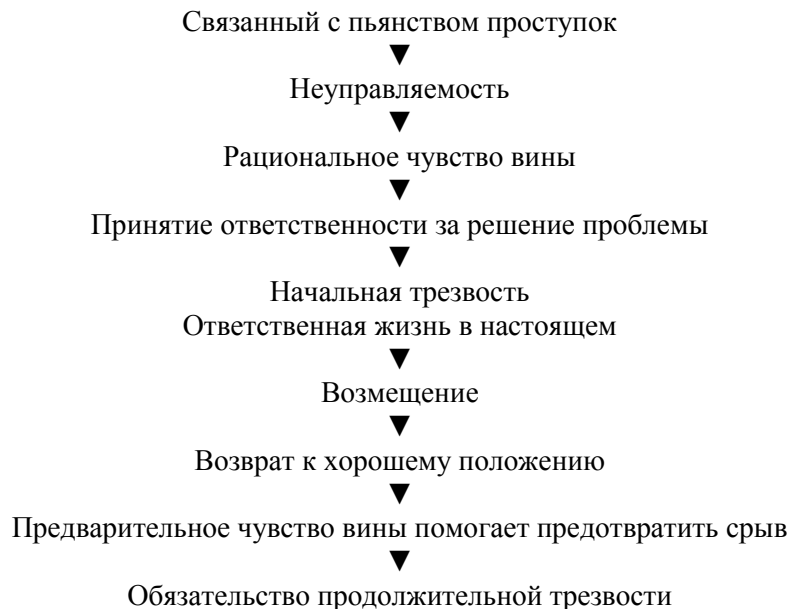 Связанный с пьянством проступок
▼
Неуправляемость
▼
Рациональное чувство вины
▼
Принятие ответственности за решение проблемы
▼
Начальная трезвость
Ответственная жизнь в настоящем
▼
Возмещение
▼
Возврат к хорошему положению
▼
Предварительное чувство вины помогает предотвратить срыв
▼
Обязательство продолжительной трезвости